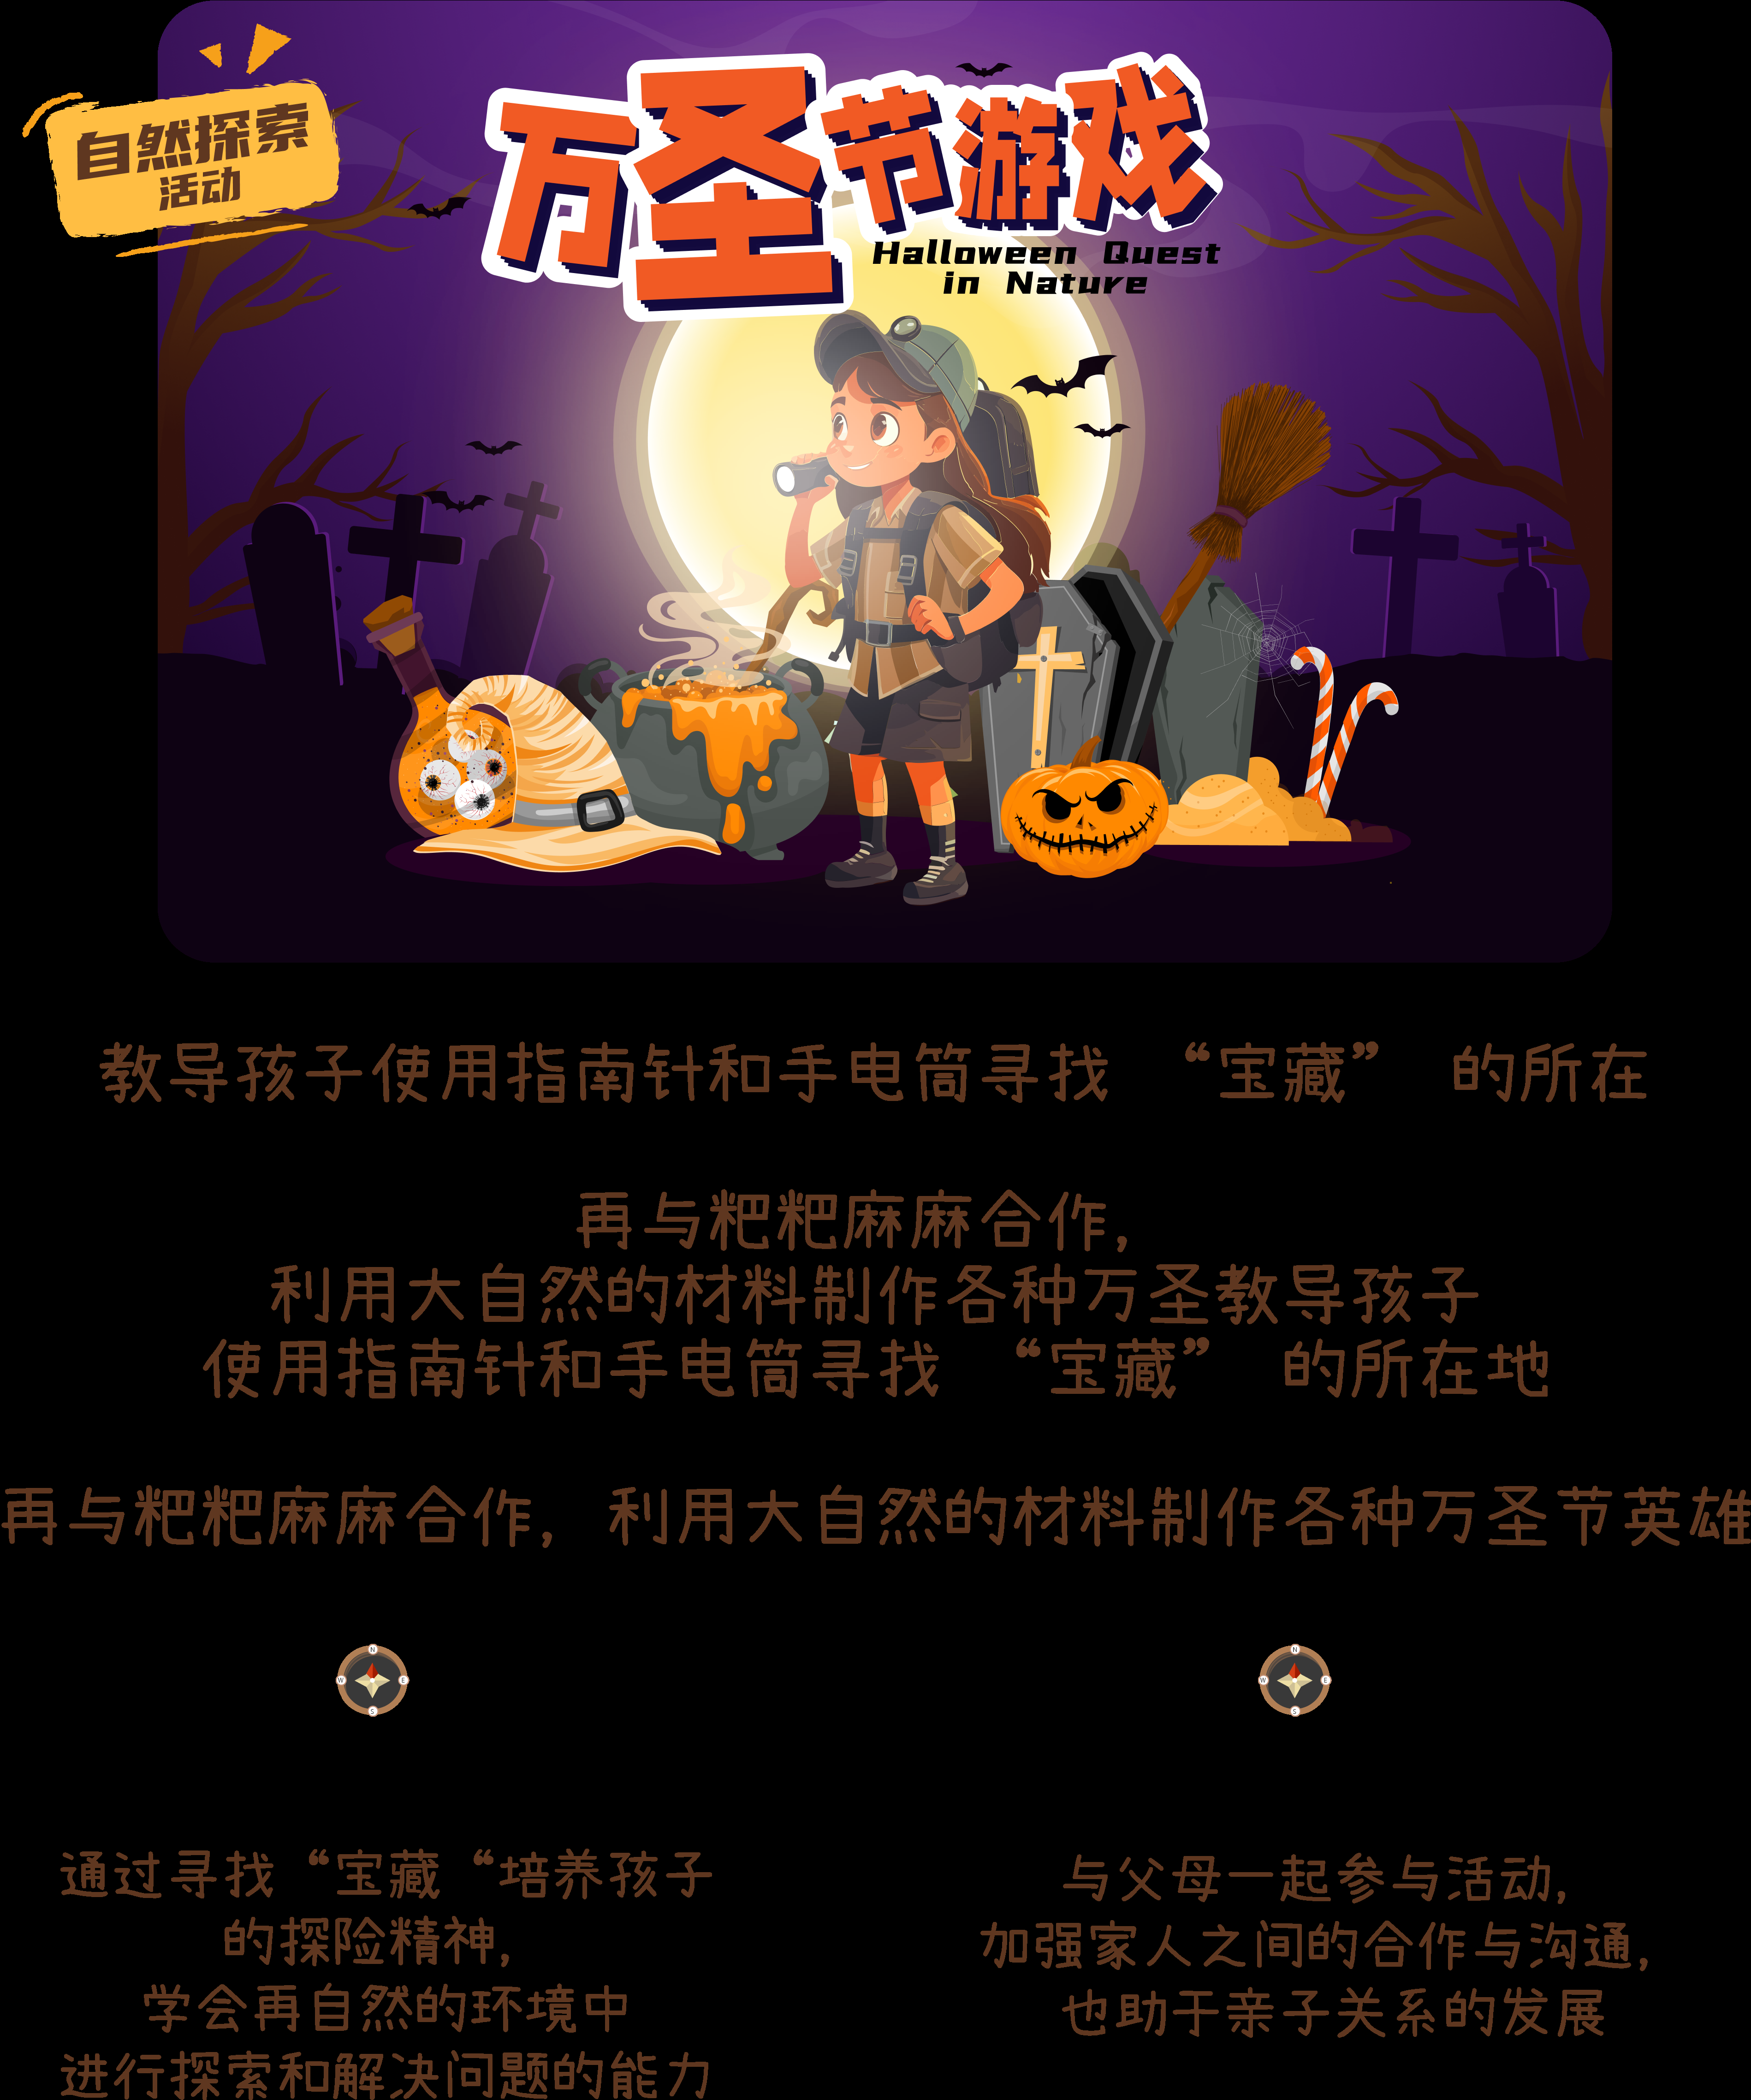 自然探索
活动
万圣节游戏
Halloween Quest
in Nature
教导孩子使用指南针和手电筒寻找 “宝藏” 的所在
再与粑粑麻麻合作,
利用大自然的材料制作各种万圣教导孩子
使用指南针和手电筒寻找 “宝藏” 的所在地
再与粑粑麻麻合作, 利用大自然的材料制作各种万圣节英雄
N
W
E
S
N
W
E
S
通过寻找“宝藏“培养孩子
的探险精神,
学会再自然的环境中
进行探索和解决问题的能力
与父母一起参与活动,
加强家人之间的合作与沟通,
也助于亲子关系的发展